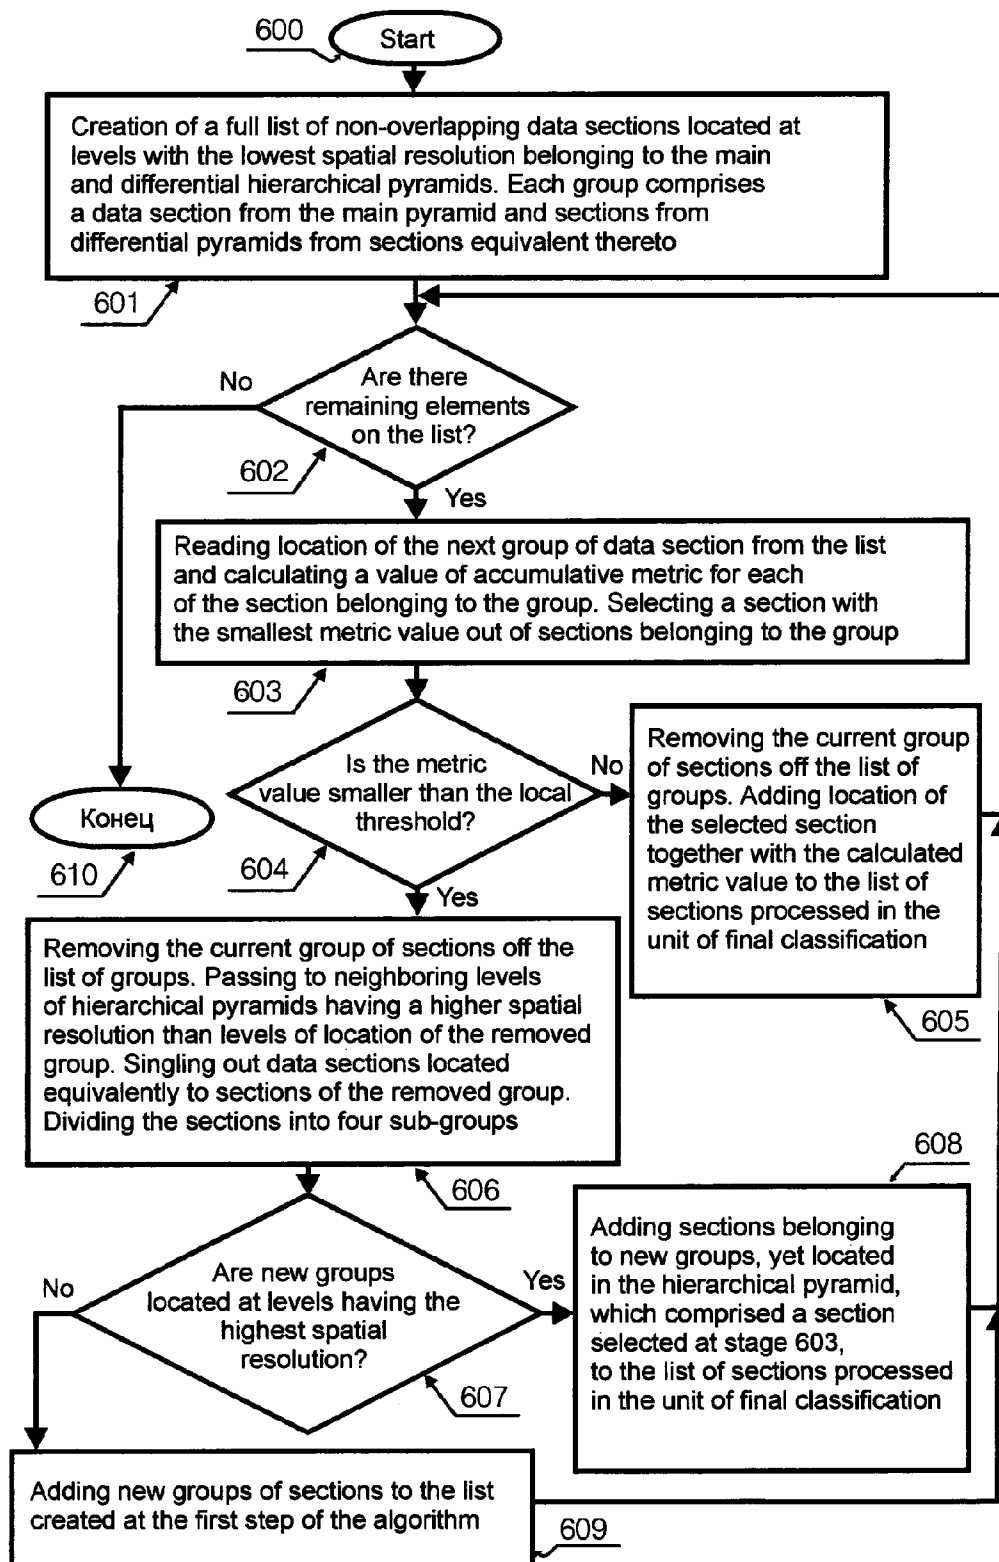 600
Start
Creation of a full list of non-overlapping data sections located at
levels with the lowest spatial resolution belonging to the main
and differential hierarchical pyramids. Each group comprises
a data section from the main pyramid and sections from
differential pyramids from sections equivalent thereto
601
No
Are there
remaining elements
on the list?
602
Yes
Reading location of the next group of data section from the list
and calculating a value of accumulative metric for each
of the section belonging to the group. Selecting a section with
the smallest metric value out of sections belonging to the group
603
Is the metric
value smaller than the local
threshold?
No
604
Yes
Removing the current group
of sections off the list of
groups. Adding location of
the selected section
together with the calculated
metric value to the list of
sections processed in the
unit of final classification
605
Конец
610
Removing the current group of sections off the
list of groups. Passing to neighboring levels
of hierarchical pyramids having a higher spatial
resolution than levels of location of the removed
group. Singling out data sections located
equivalently to sections of the removed group.
Dividing the sections into four sub-groups
606
608
No
Are new groups
located at levels having the
highest spatial
resolution?
Yes
607
Adding sections belonging
to new groups, yet located
in the hierarchical pyramid,
which comprised a section
selected at stage 603,
to the list of sections processed
in the unit of final classification
Adding new groups of sections to the list
created at the first step of the algorithm
609